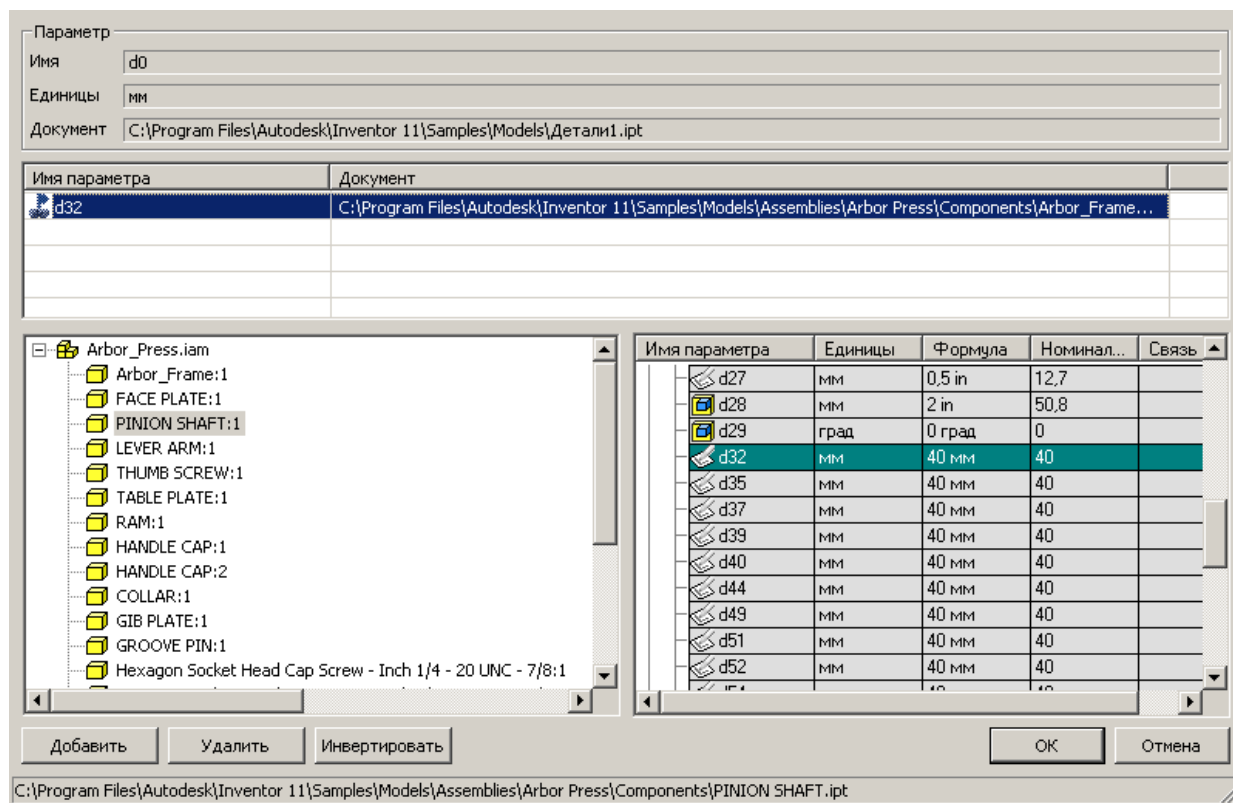 Параметр
Имя d0
Единицы мм
Документ C:\Program Files\Autodesk\Inventor 11\Samples\Models\Детали1.ipt
Имя параметра Документ
d32 C:\Program Files\Autodesk\Inventor 11\Samples\Models\Assemblies\Arbor Press\Components\Arbor_Frame...
Arbor_Press.iam
Arbor_Frame:1
FACE PLATE:1
PINION SHAFT:1
LEVER ARM:1
THUMB SCREW:1
TABLE PLATE:1
RAM:1
HANDLE CAP:1
HANDLE CAP:2
COLLAR:1
GIB PLATE:1
GROOVE PIN:1
Hexagon Socket Head Cap Screw - Inch 1/4 - 20 UNC - 7/8:1
Имя параметра Единицы Формула Номинал... Связь
d27 мм 0,5 in 12,7
d28 мм 2 in 50,8
d29 град 0 град 0
d32 мм 40 мм 40
d35 мм 40 мм 40
d37 мм 40 мм 40
d39 мм 40 мм 40
d40 мм 40 мм 40
d44 мм 40 мм 40
d49 мм 40 мм 40
d51 мм 40 мм 40
d52 мм 40 мм 40
Добавить Удалить Инвертировать ОК Отмена
C:\Program Files\Autodesk\Inventor 11\Samples\Models\Assemblies\Arbor Press\Components\PINION SHAFT.ipt